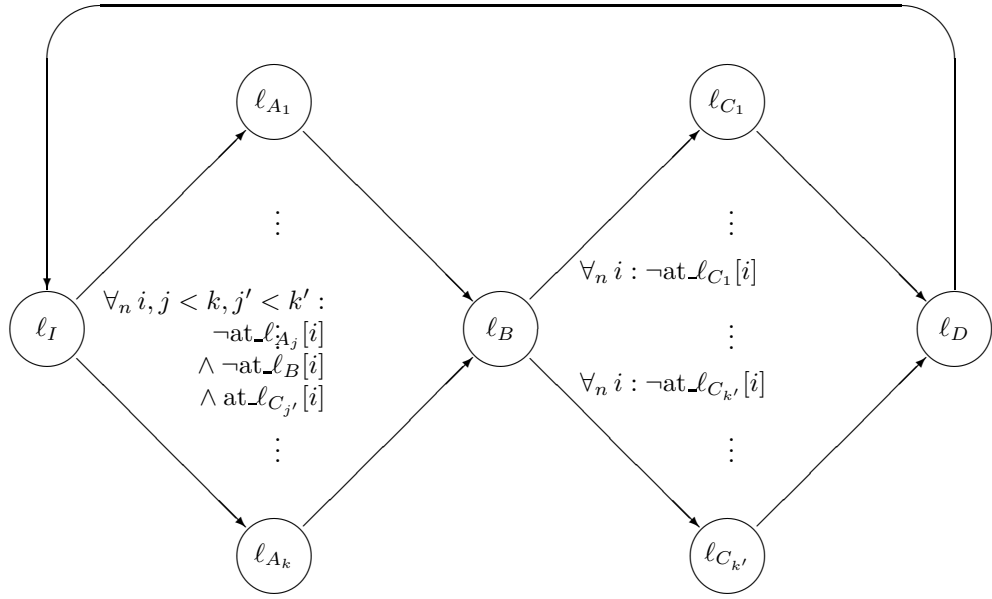 ℓ_{A_1}
ℓ_{C_1}
⋮
⋮
∀_n i : ¬at_ℓ_{C_1}[i]
∀_n i, j < k, j′ < k′ :
¬at_ℓ_{A_j}[i]
∧ ¬at_ℓ_B[i]
∧ at_ℓ_{C_{j′}}[i]
ℓ_I
⋮
ℓ_B
⋮
ℓ_D
∀_n i : ¬at_ℓ_{C_{k′}}[i]
⋮
⋮
ℓ_{A_k}
ℓ_{C_{k′}}